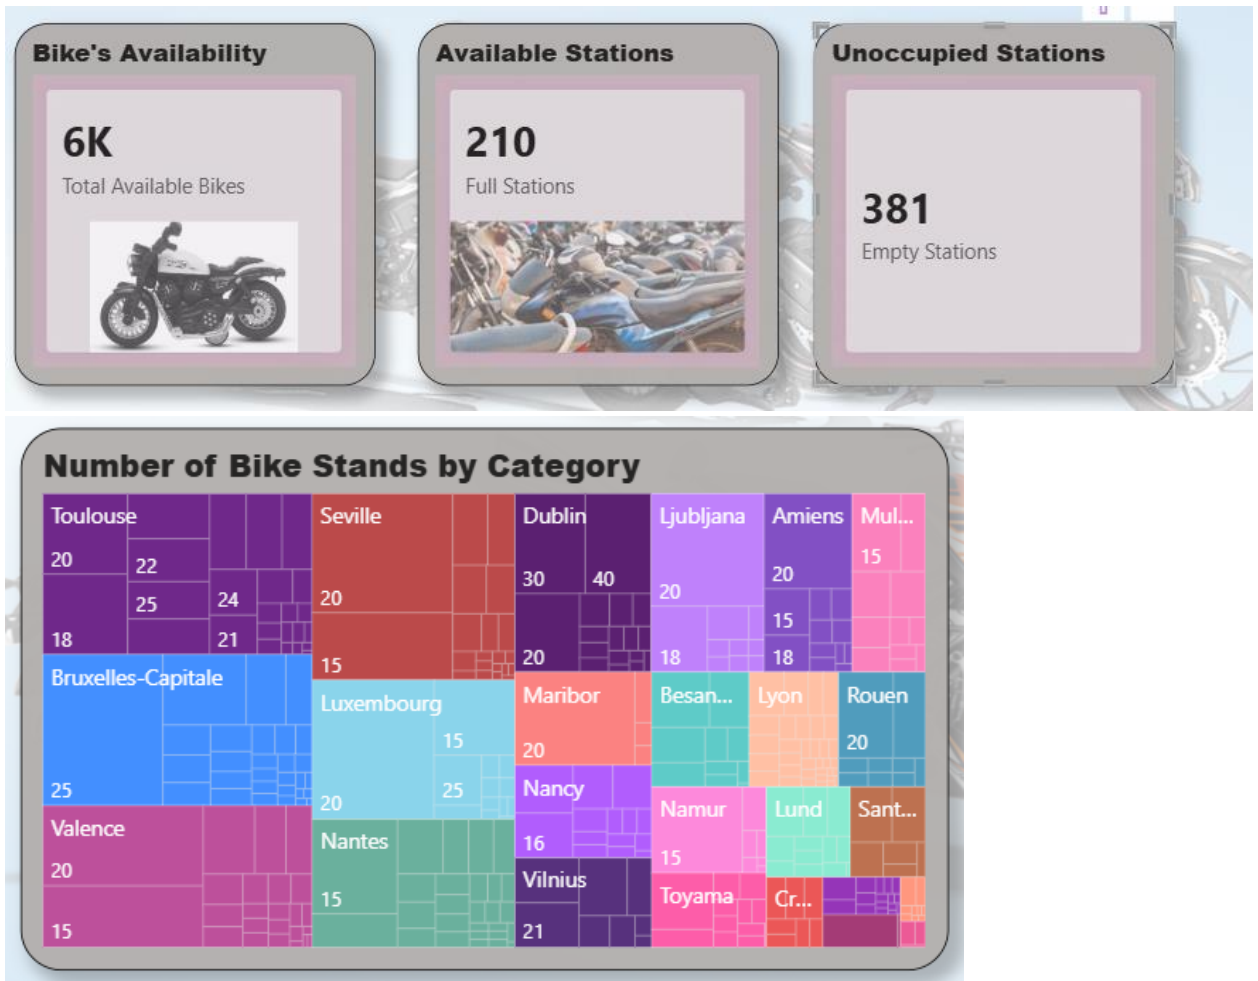 Bike's Availability
6K
Total Available Bikes
Available Stations
210
Full Stations
Unoccupied Stations
381
Empty Stations
Number of Bike Stands by Category
Toulouse
20
22
25
24
18
21
Bruxelles-Capitale
25
Valence
20
15
Seville
20
15
Luxembourg
15
20
25
Nantes
15
Dublin
30
40
20
Maribor
20
Nancy
16
Vilnius
21
Ljubljana
20
18
Amiens
20
15
18
Mul...
15
Besan...
Lyon
Rouen
20
Namur
15
Lund
Sant...
Toyama
Cr...